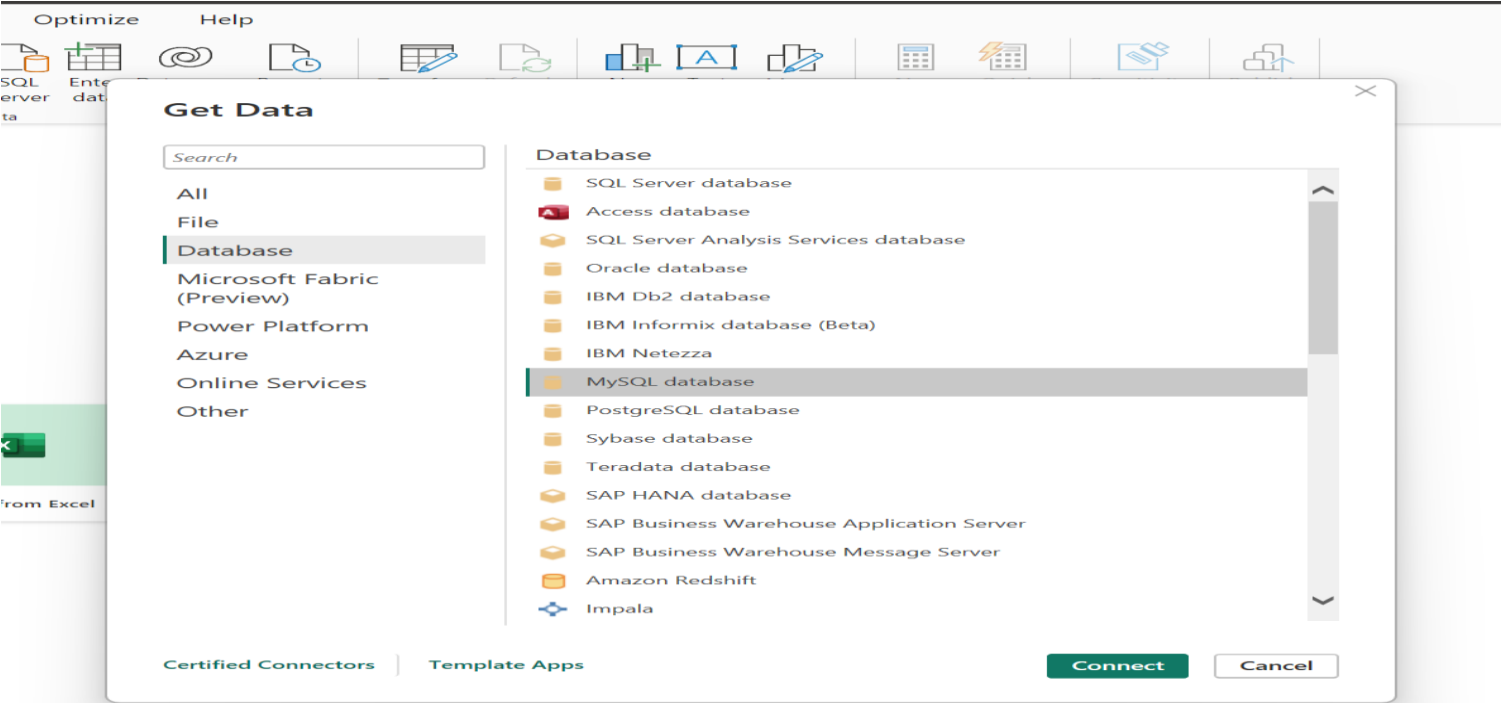 Optimize Help
SQL Ente
erver dat
ta
Get Data
Search
All
File
Database
Microsoft Fabric
(Preview)
Power Platform
Azure
Online Services
Other
Database
SQL Server database
Access database
SQL Server Analysis Services database
Oracle database
IBM Db2 database
IBM Informix database (Beta)
IBM Netezza
MySQL database
PostgreSQL database
Sybase database
Teradata database
SAP HANA database
SAP Business Warehouse Application Server
SAP Business Warehouse Message Server
Amazon Redshift
Impala
from Excel
Certified Connectors Template Apps
Connect Cancel